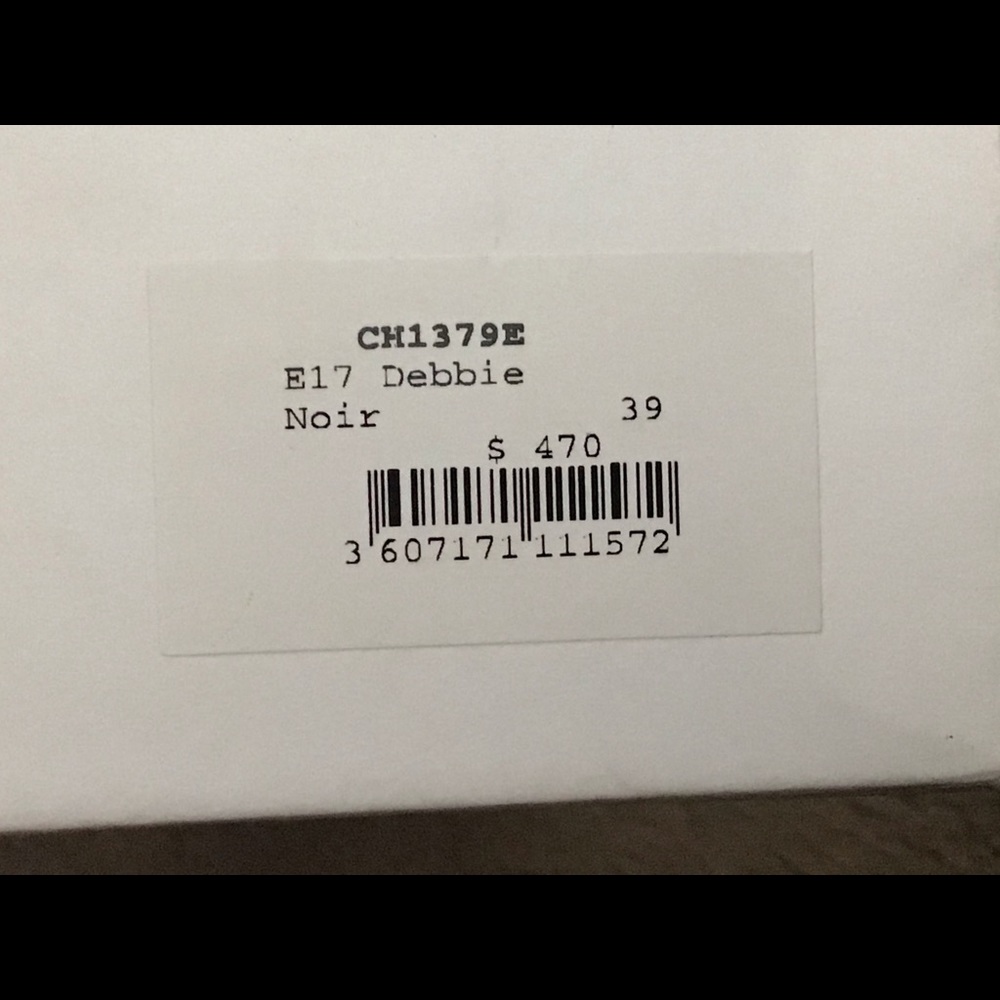 CH1379E
E17 Debbie
Noir 39
$ 470
3 607171 111572